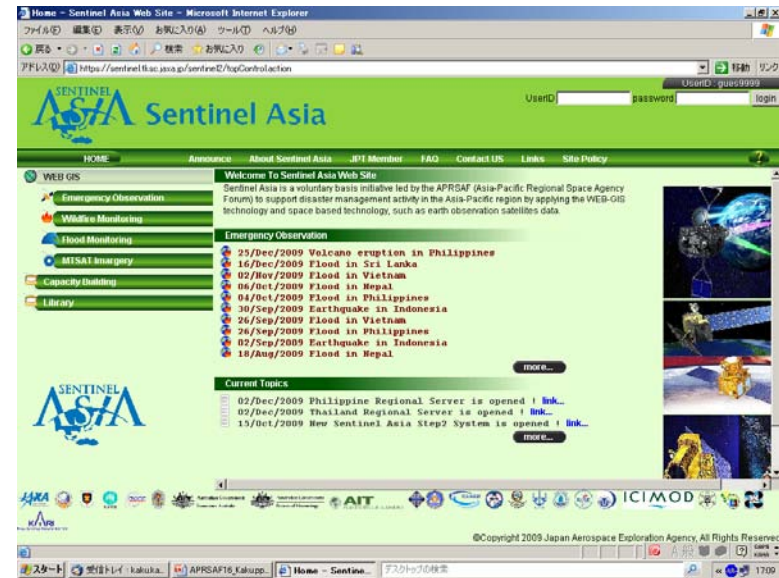 Home - Sentinel Asia Web Site - Microsoft Internet Explorer
ファイル(F) 編集(E) 表示(V) お気に入り(A) ツール(T) ヘルプ(H)
戻る 検索 お気に入り
アドレス(D) https://sentinel.tksc.jaxa.jp/sentinel2/topControl.action 移動 リンク
UserID : gues9999
SENTINEL ASIA Sentinel Asia
UserID password login
HOME Announce About Sentinel Asia JPT Member FAQ Contact US Links Site Policy ?
WEB GIS
Emergency Observation
Wildfire Monitoring
Flood Monitoring
MTSAT Imargery
Capacity Building
Library
SENTINEL ASIA
Welcome To Sentinel Asia Web Site
Sentinel Asia is a voluntary basis initiative led by the APRSAF (Asia-Pacific Regional Space Agency
Forum) to support disaster management activity in the Asia-Pacific region by applying the WEB-GIS
technology and space based technology, such as earth observation satellites data.
Emergency Observation
25/Dec/2009 Volcano eruption in Philippines
16/Dec/2009 Flood in Sri Lanka
02/Nov/2009 Flood in Vietnam
06/Oct/2009 Flood in Nepal
04/Oct/2009 Flood in Philippines
30/Sep/2009 Earthquake in Indonesia
26/Sep/2009 Flood in Vietnam
26/Sep/2009 Flood in Philippines
02/Sep/2009 Earthquake in Indonesia
18/Aug/2009 Flood in Nepal
more...
Current Topics
02/Dec/2009 Philippine Regional Server is opened ! link...
02/Dec/2009 Thailand Regional Server is opened ! link...
15/Oct/2009 New Sentinel Asia Step2 System is opened ! link...
more...
AIT ICIMOD
KARI
©Copyright 2009 Japan Aerospace Exploration Agency, All Rights Reserved
スタート 受信トレイ - kakuka... APRSAF16_Kakupp... Home - Sentine... デスクトップの検索 17:09